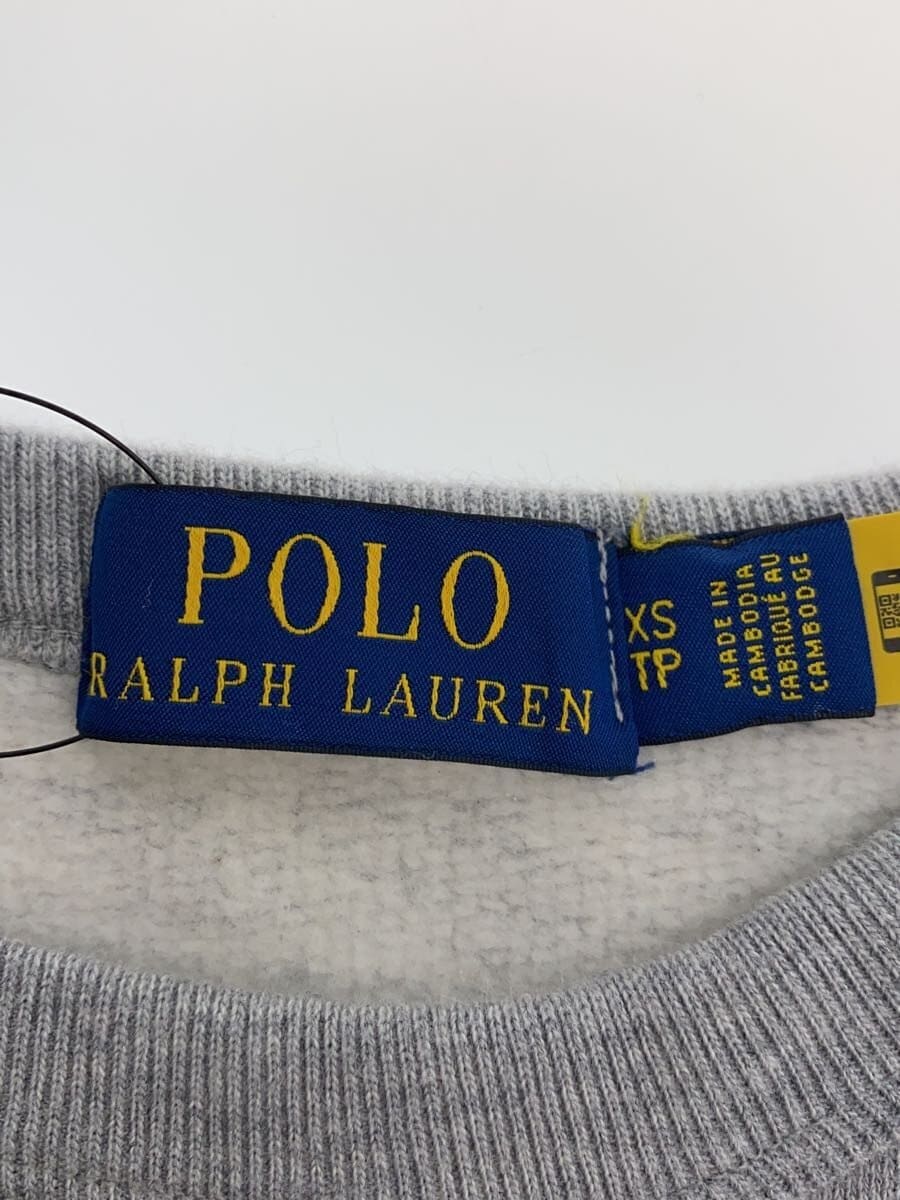 POLO
RALPH LAUREN
XS
TP
MADE IN
CAMBODIA
FABRIQUÉ AU
CAMBODGE